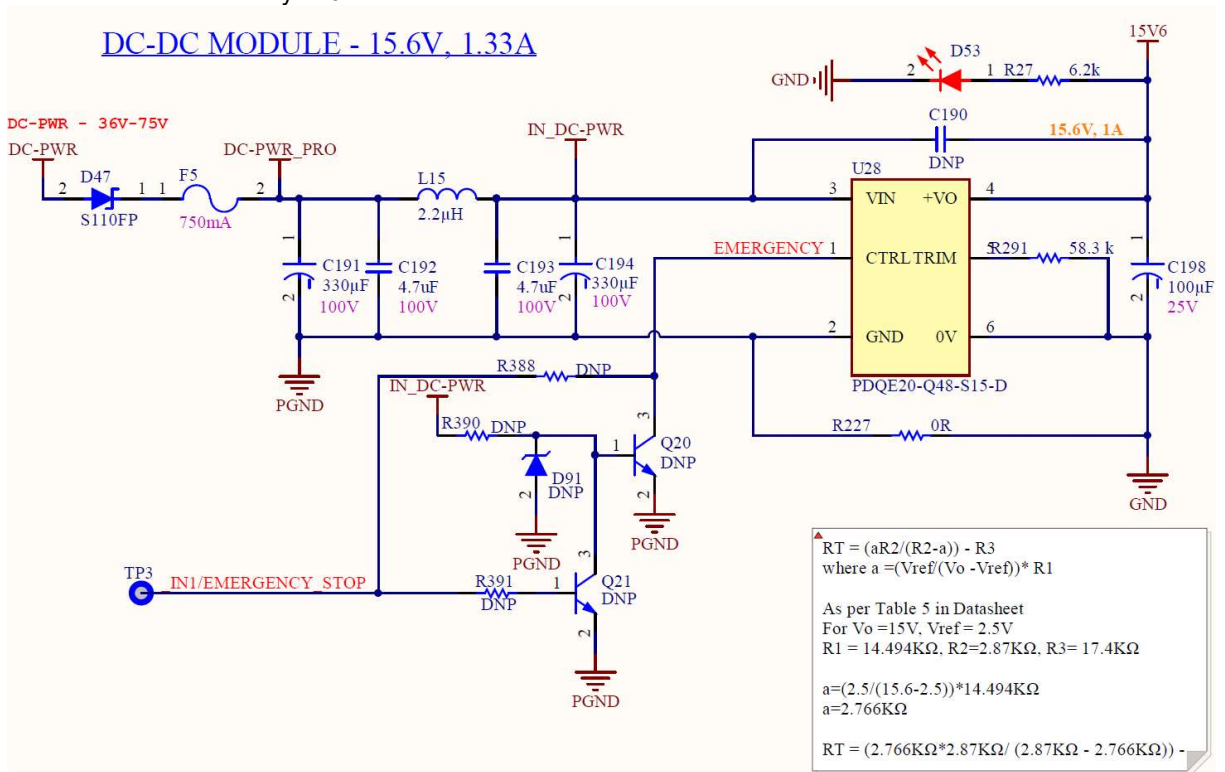 DC-DC MODULE - 15.6V, 1.33A
15V6
D53
GND
2
1
R27
6.2k
C190
DNP
15.6V, 1A
DC-PWR - 36V-75V
DC-PWR
DC-PWR_PRO
IN_DC-PWR
2
D47
1
S110FP
1
F5
2
750mA
L15
2.2µH
U28
3
VIN
+VO
4
EMERGENCY
1
CTRL
TRIM
5
R291
58.3 k
2
GND
0V
6
PDQE20-Q48-S15-D
1
C191
330µF
100V
2
C192
4.7uF
100V
C193
4.7uF
100V
1
C194
330µF
100V
2
1
C198
100µF
25V
2
PGND
R388
DNP
IN_DC-PWR
R390
DNP
D91
DNP
2
PGND
3
1
Q20
DNP
2
PGND
R227
0R
GND
TP3
_IN1/EMERGENCY_STOP
R391
DNP
3
1
Q21
DNP
2
PGND
RT = (aR2/(R2-a)) - R3
where a =(Vref/(Vo -Vref))* R1
As per Table 5 in Datasheet
For Vo =15V, Vref = 2.5V
R1 = 14.494KΩ, R2=2.87KΩ, R3= 17.4KΩ
a=(2.5/(15.6-2.5))*14.494KΩ
a=2.766KΩ
RT = (2.766KΩ*2.87KΩ/ (2.87KΩ - 2.766KΩ)) -